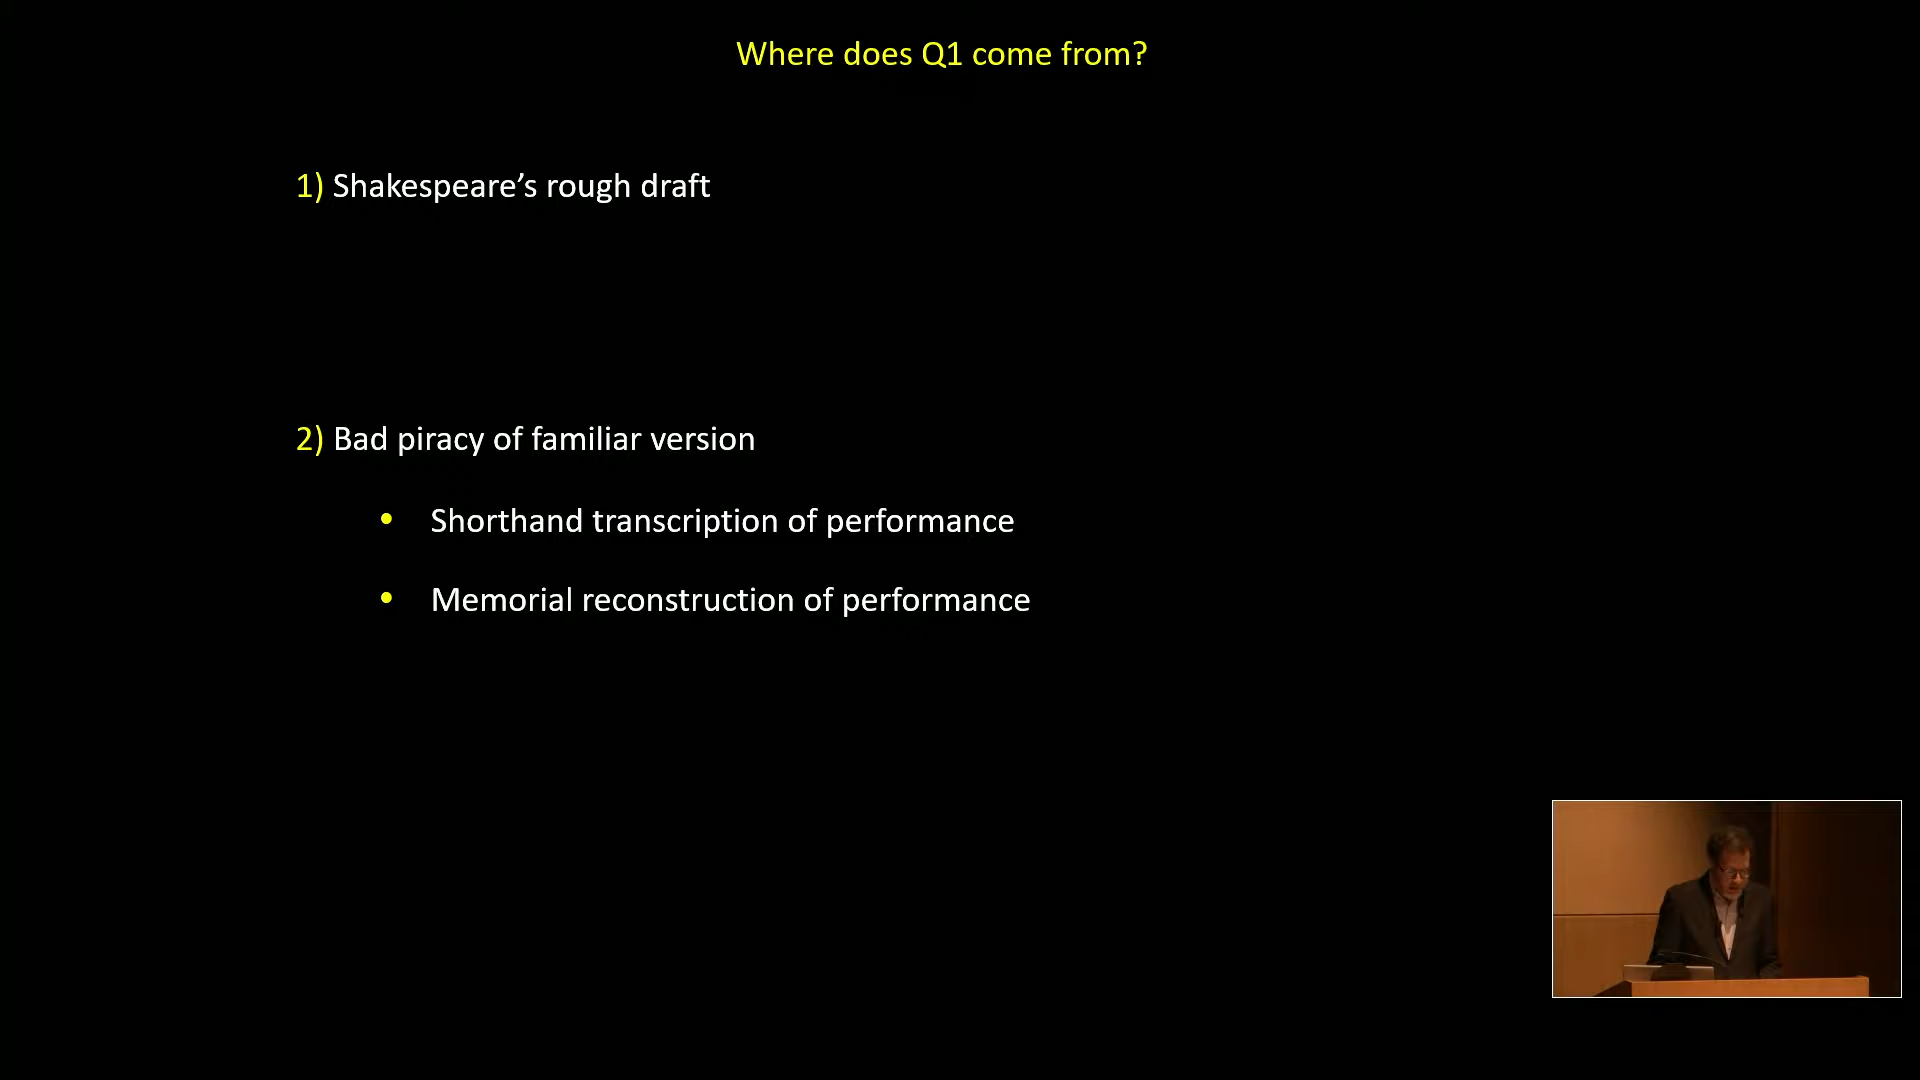 Where does Q1 come from?
1) Shakespeare’s rough draft
2) Bad piracy of familiar version
• Shorthand transcription of performance
• Memorial reconstruction of performance